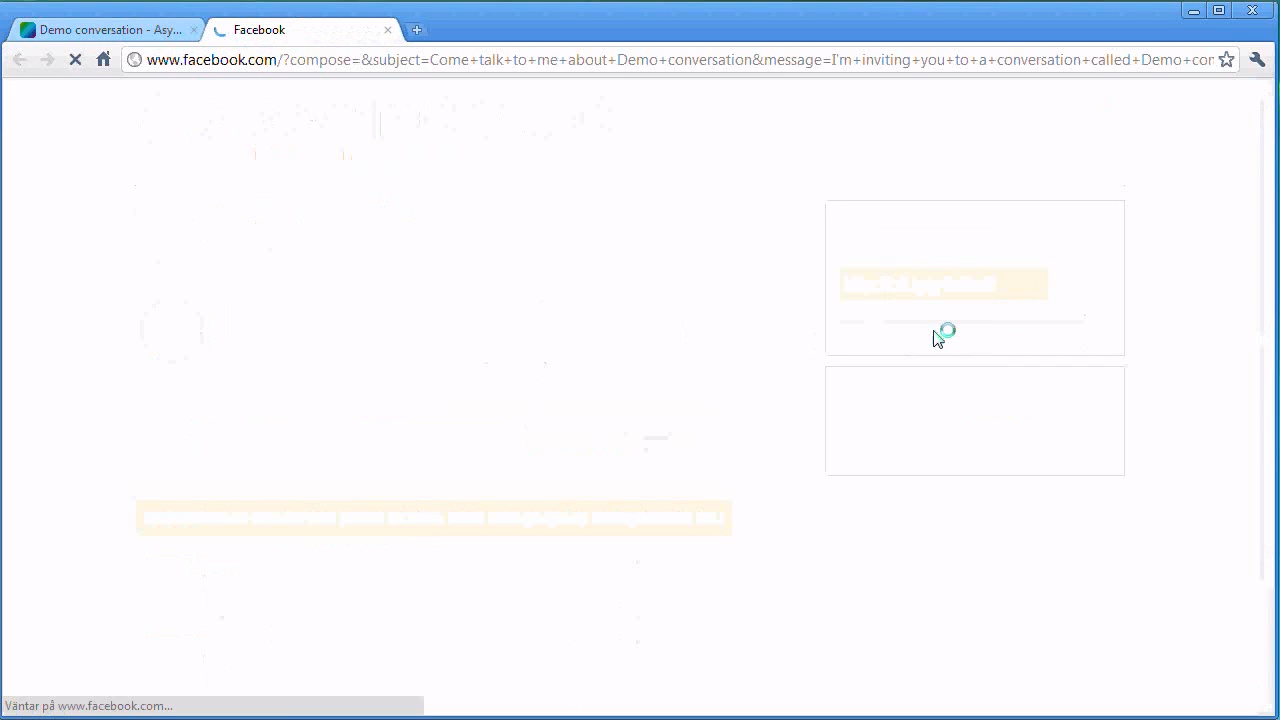 Demo conversation - Asy...
Facebook
www.facebook.com/?compose=&subject=Come+talk+to+me+about+Demo+conversation&message=I'm+inviting+you+to+a+conversation+called+Demo+con
Väntar på www.facebook.com...